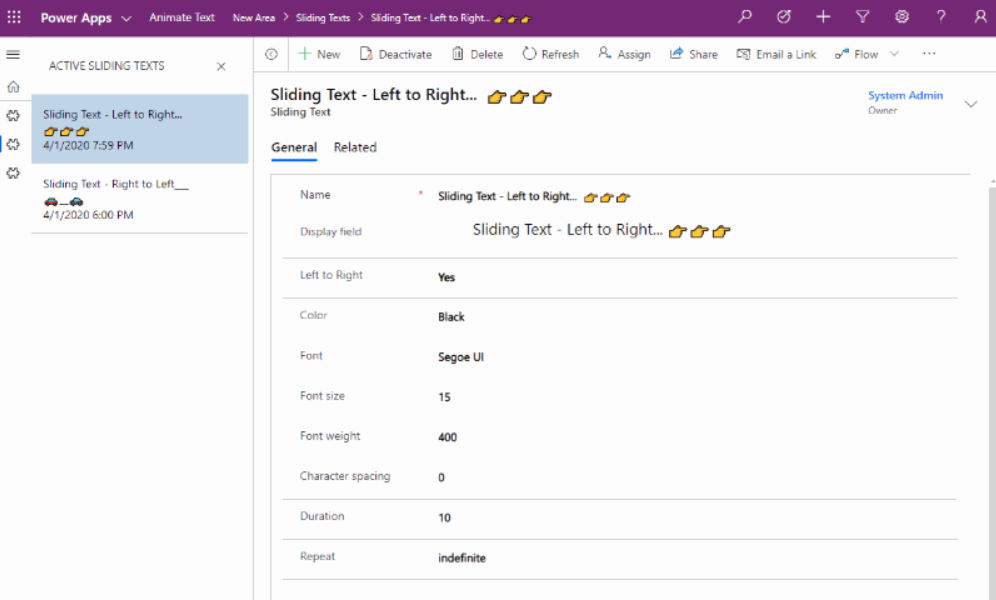 Power Apps Animate Text New Area > Sliding Texts > Sliding Text - Left to Right... 👉👉👉
ACTIVE SLIDING TEXTS
Sliding Text - Left to Right...
👉👉👉
4/1/2020 7:59 PM
Sliding Text - Right to Left___
🚗__🚗
4/1/2020 6:00 PM
New Deactivate Delete Refresh Assign Share Email a Link Flow ...
Sliding Text - Left to Right... 👉👉👉
Sliding Text
System Admin
Owner
General Related
Name * Sliding Text - Left to Right... 👉👉👉
Display field Sliding Text - Left to Right... 👉👉👉
Left to Right Yes
Color Black
Font Segoe UI
Font size 15
Font weight 400
Character spacing 0
Duration 10
Repeat indefinite